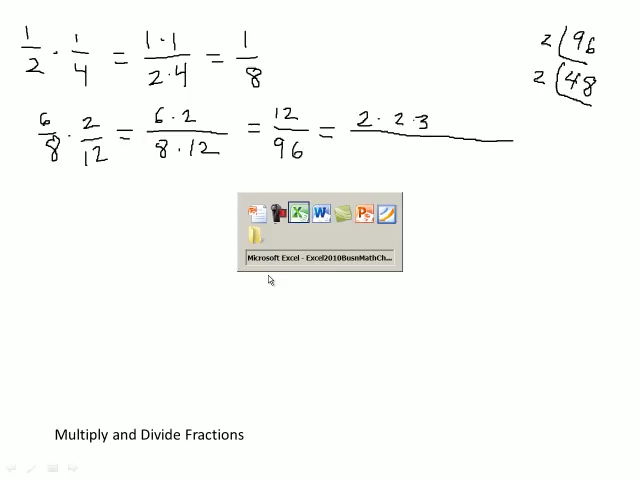 1/2 · 1/4 = 1·1/2·4 = 1/8
6/8 · 2/12 = 6·2/8·12 = 12/96 = 2·2·3/
2 96
2 48
Microsoft Excel - Excel2010BusnMathCh...
Multiply and Divide Fractions